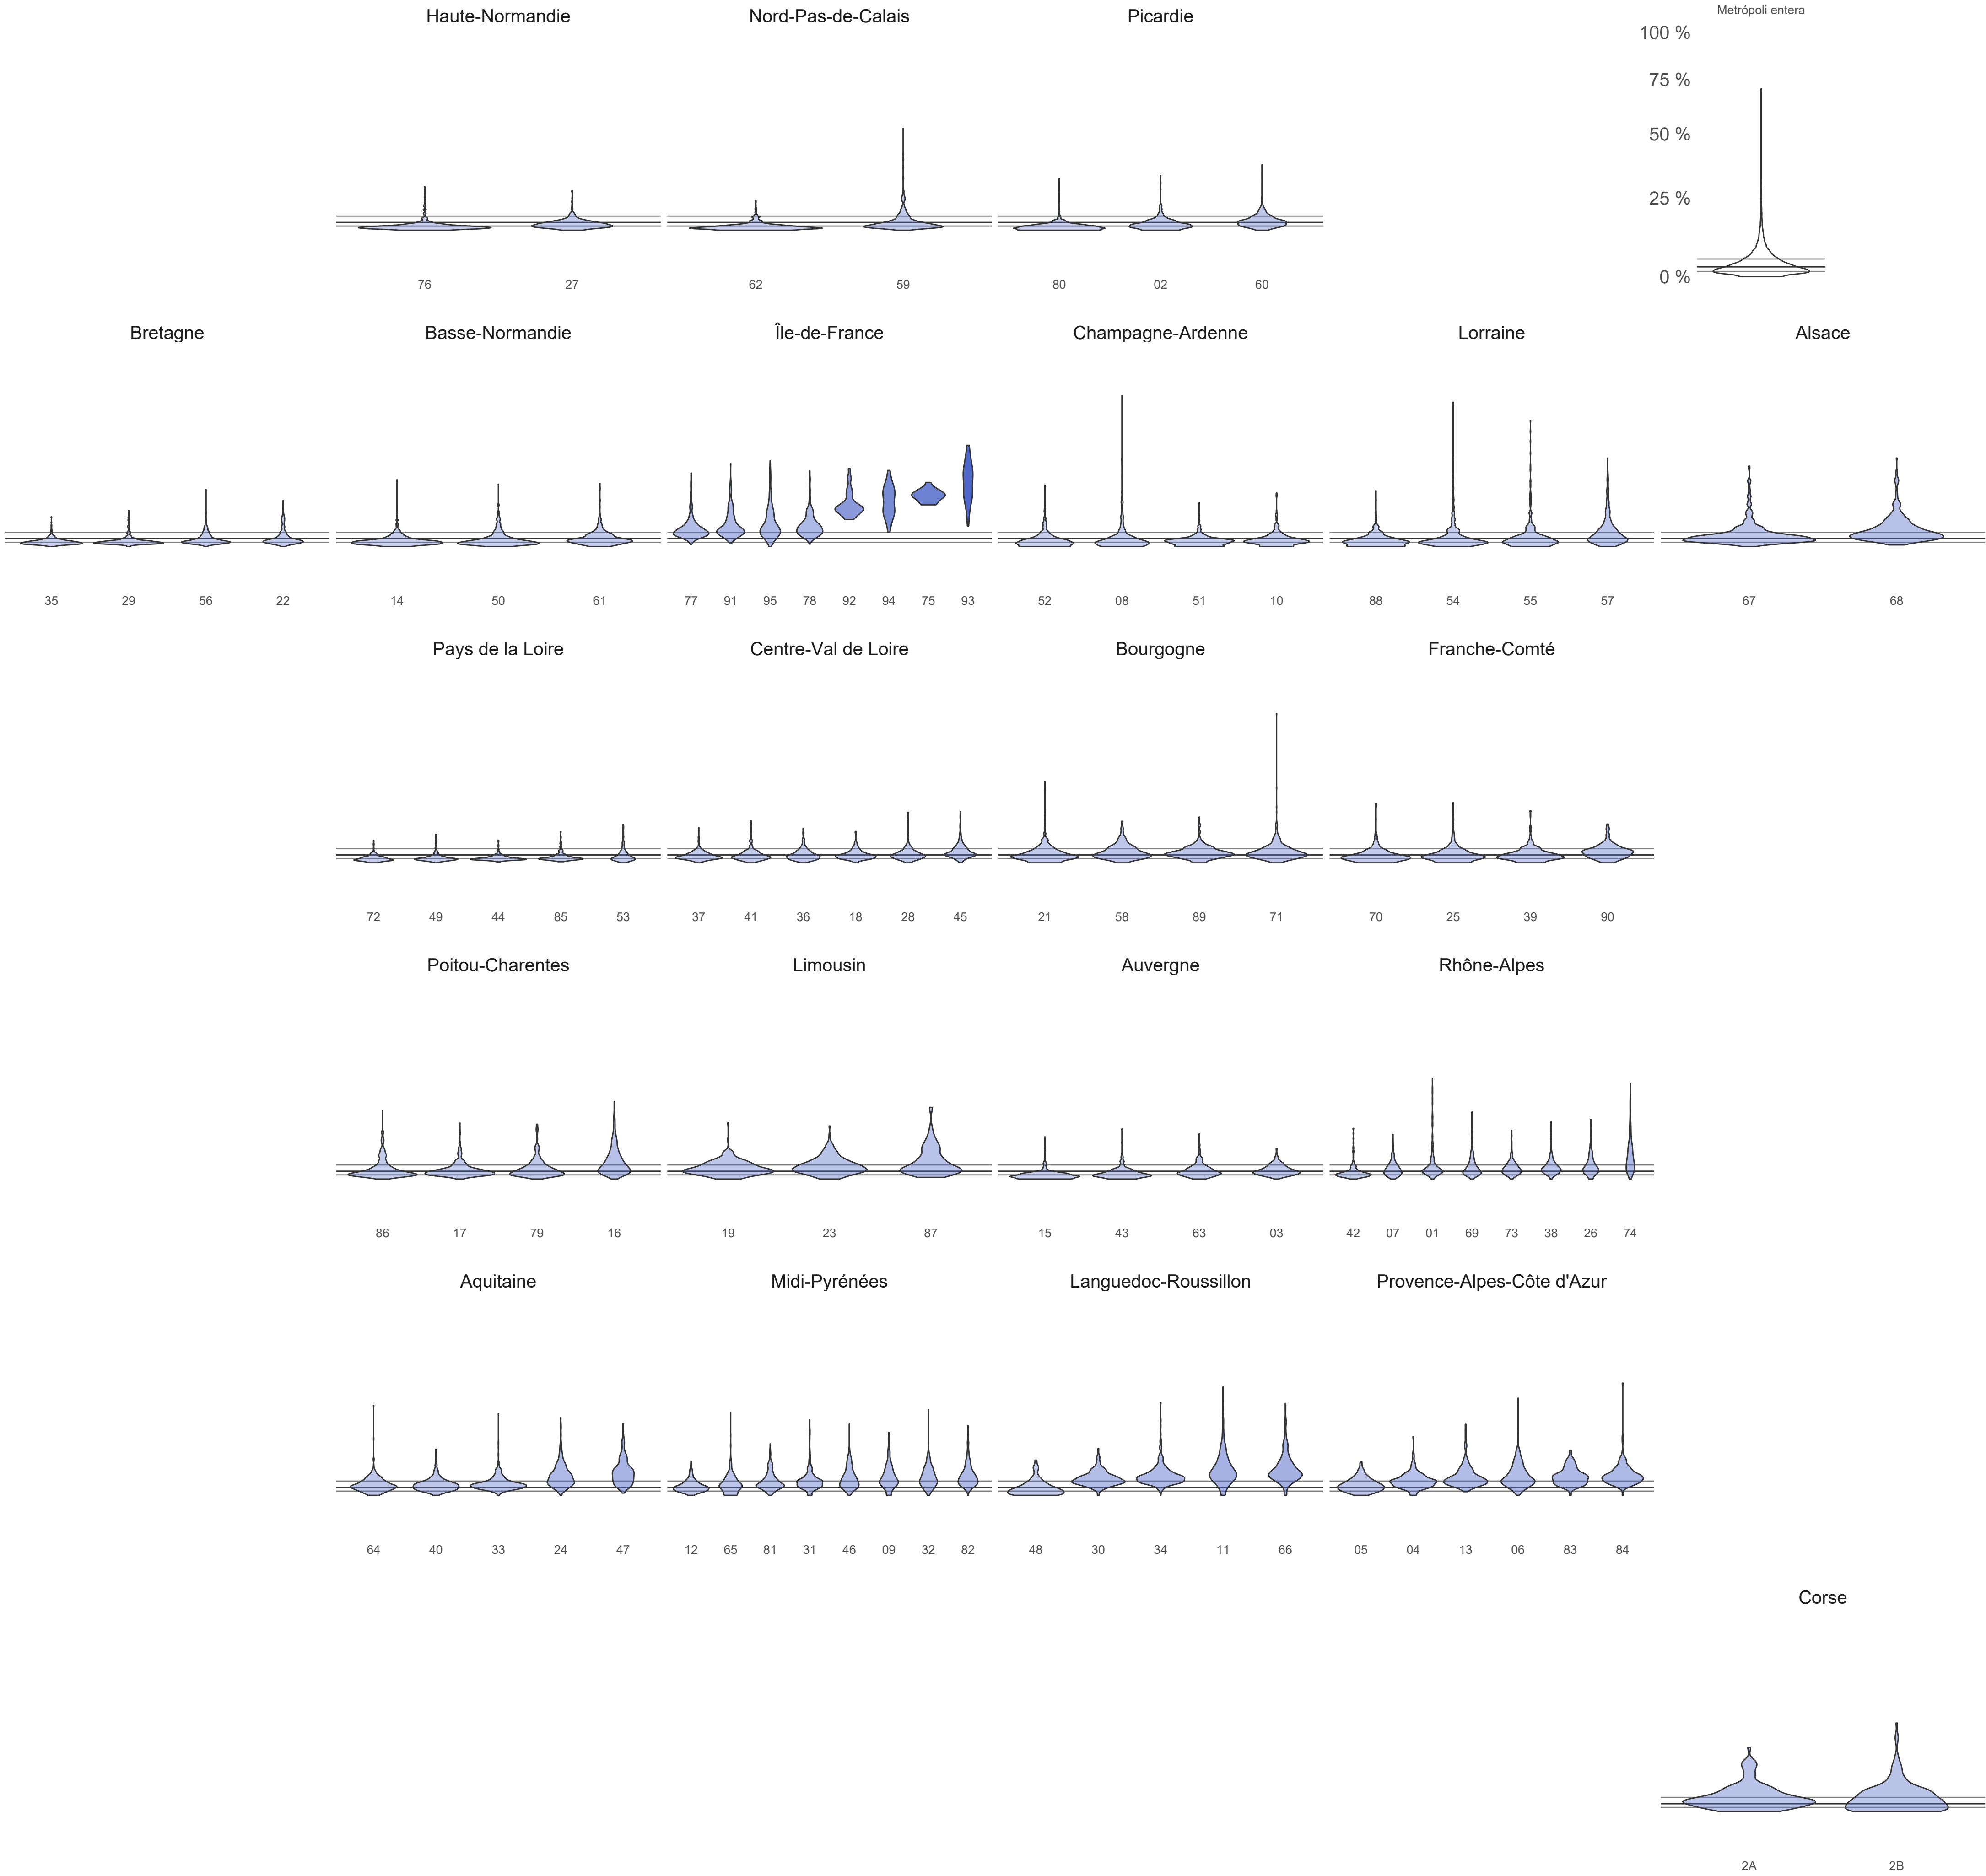 Haute-Normandie Nord-Pas-de-Calais Picardie Metrópoli entera
100 %
75 %
50 %
25 %
0 %
76 27 62 59 80 02 60
Bretagne Basse-Normandie Île-de-France Champagne-Ardenne Lorraine Alsace
35 29 56 22 14 50 61 77 91 95 78 92 94 75 93 52 08 51 10 88 54 55 57 67 68
Pays de la Loire Centre-Val de Loire Bourgogne Franche-Comté
72 49 44 85 53 37 41 36 18 28 45 21 58 89 71 70 25 39 90
Poitou-Charentes Limousin Auvergne Rhône-Alpes
86 17 79 16 19 23 87 15 43 63 03 42 07 01 69 73 38 26 74
Aquitaine Midi-Pyrénées Languedoc-Roussillon Provence-Alpes-Côte d'Azur
64 40 33 24 47 12 65 81 31 46 09 32 82 48 30 34 11 66 05 04 13 06 83 84
Corse
2A 2B